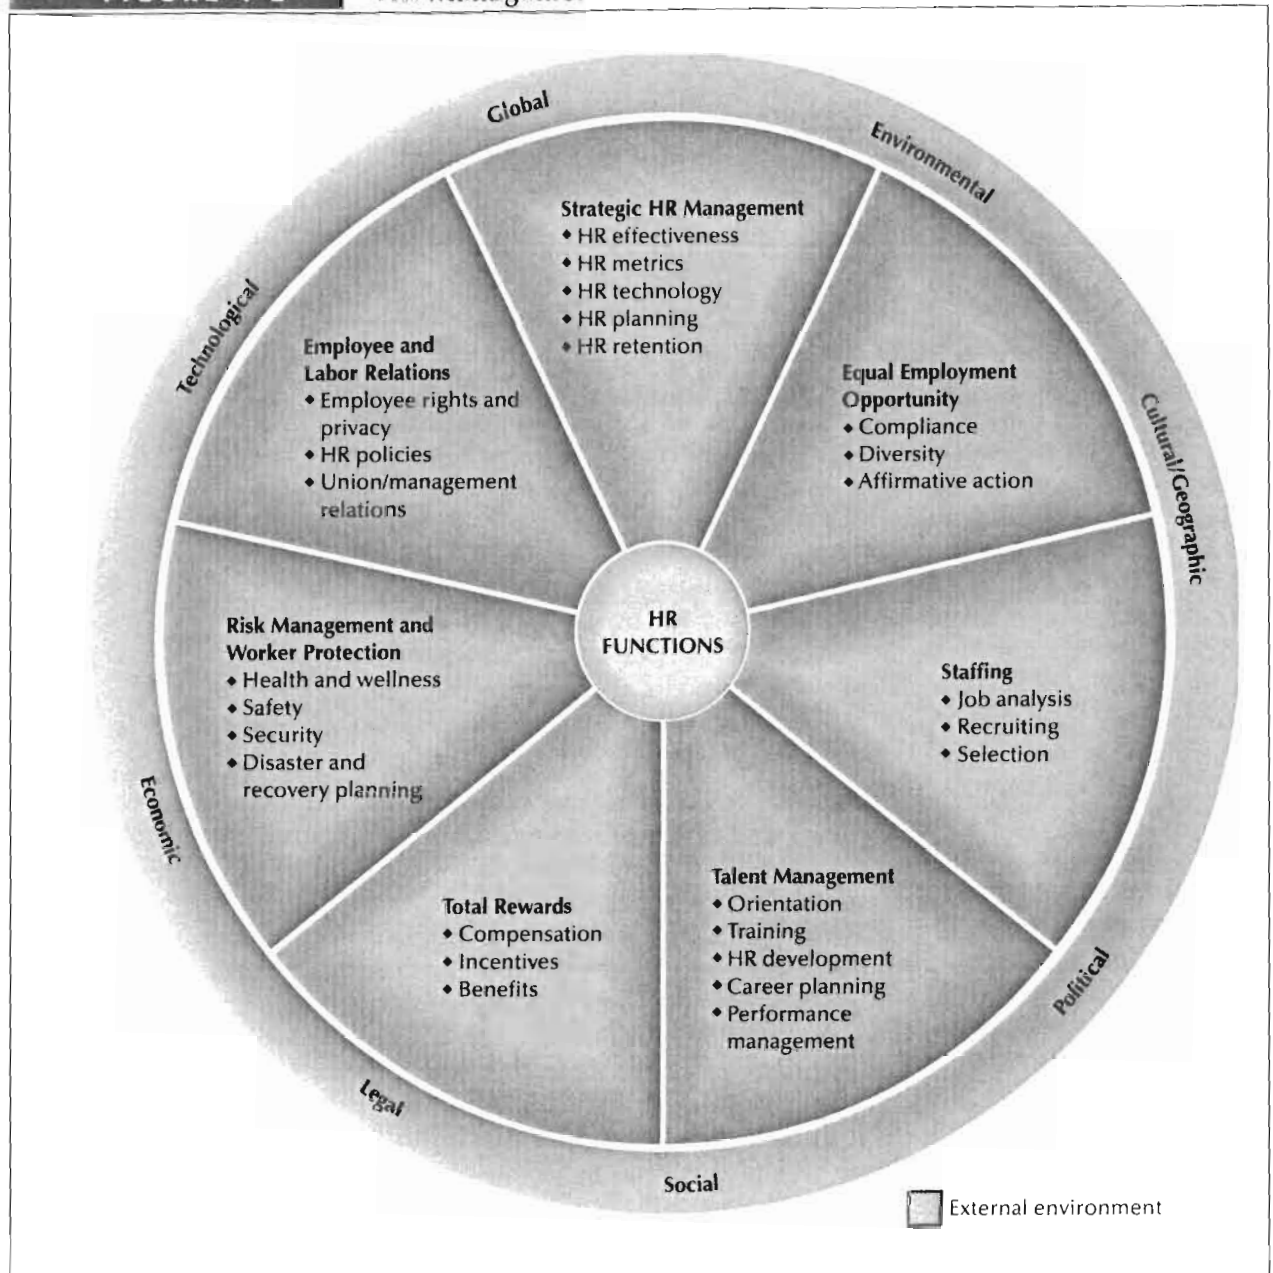 Global
Environmental
Technological
Cultural/Geographic
Economic
Political
Legal
Social
Strategic HR Management
◆ HR effectiveness
◆ HR metrics
◆ HR technology
◆ HR planning
◆ HR retention
Equal Employment
Opportunity
◆ Compliance
◆ Diversity
◆ Affirmative action
Staffing
◆ Job analysis
◆ Recruiting
◆ Selection
Talent Management
◆ Orientation
◆ Training
◆ HR development
◆ Career planning
◆ Performance
management
Total Rewards
◆ Compensation
◆ Incentives
◆ Benefits
Risk Management and
Worker Protection
◆ Health and wellness
◆ Safety
◆ Security
◆ Disaster and
recovery planning
Employee and
Labor Relations
◆ Employee rights and
privacy
◆ HR policies
◆ Union/management
relations
HR
FUNCTIONS
External environment